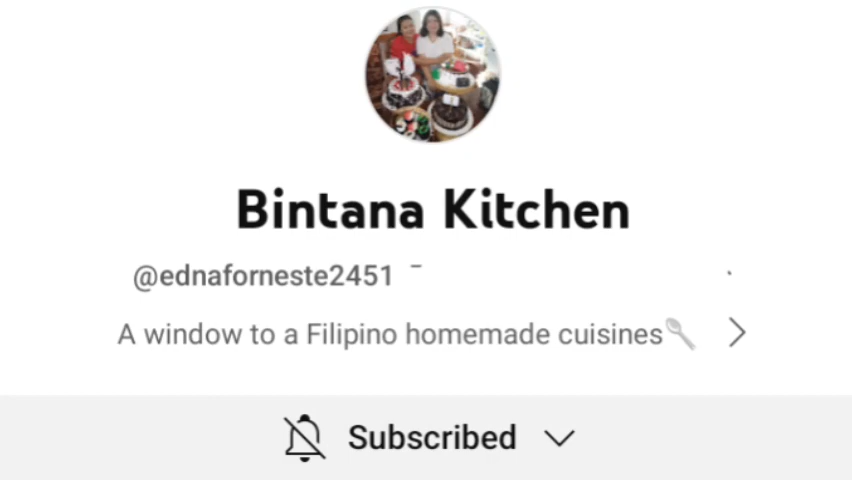 Bintana Kitchen
@ednaforneste2451
A window to a Filipino homemade cuisines🥄
Subscribed